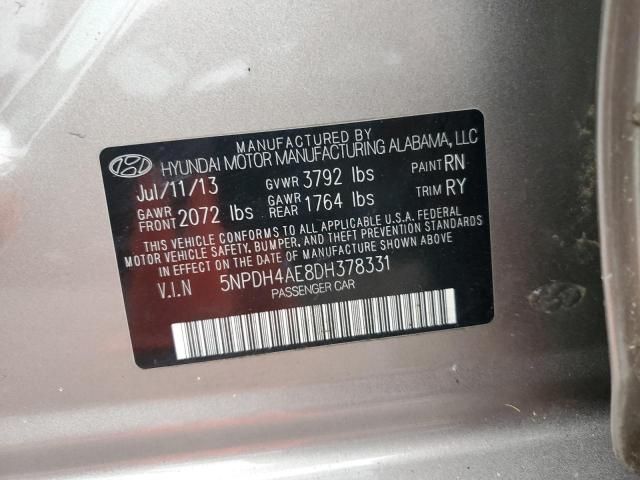 MANUFACTURED BY
HYUNDAI MOTOR MANUFACTURING ALABAMA, LLC
Jul/11/13 GVWR 3792 lbs PAINT RN
GAWR FRONT 2072 lbs GAWR REAR 1764 lbs TRIM RY
THIS VEHICLE CONFORMS TO ALL APPLICABLE U.S.A. FEDERAL
MOTOR VEHICLE SAFETY, BUMPER, AND THEFT PREVENTION STANDARDS
IN EFFECT ON THE DATE OF MANUFACTURE SHOWN ABOVE.
V.I.N 5NPDH4AE8DH378331
PASSENGER CAR